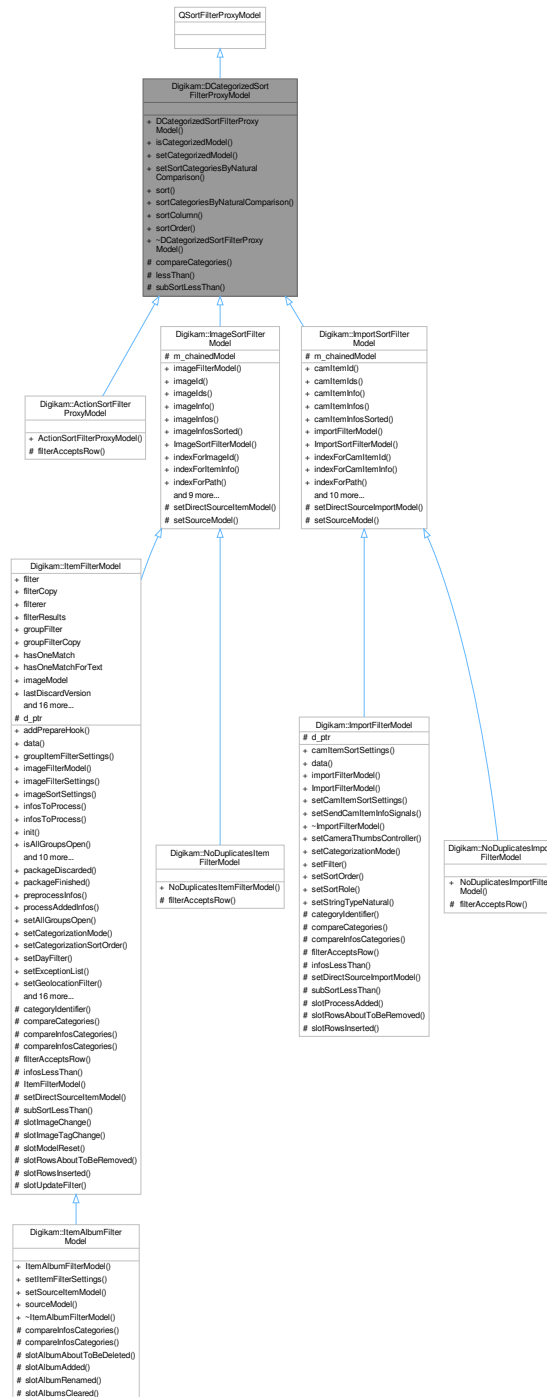 QSortFilterProxyModel
Digikam::DCategorizedSort
FilterProxyModel
+ DCategorizedSortFilterProxy
Model()
+ isCategorizedModel()
+ setCategorizedModel()
+ setSortCategoriesByNatural
Comparison()
+ sort()
+ sortCategoriesByNaturalComparison()
+ sortColumn()
+ sortOrder()
+ ~DCategorizedSortFilterProxy
Model()
# compareCategories()
# lessThan()
# subSortLessThan()
Digikam::ActionSortFilter
ProxyModel
+ ActionSortFilterProxyModel()
# filterAcceptsRow()
Digikam::ImageSortFilter
Model
# m_chainedModel
+ imageFilterModel()
+ imageId()
+ imageIds()
+ imageInfo()
+ imageInfos()
+ imageInfosSorted()
+ ImageSortFilterModel()
+ indexForImageId()
+ indexForItemInfo()
+ indexForPath()
and 9 more...
# setDirectSourceItemModel()
# setSourceModel()
Digikam::ImportSortFilter
Model
# m_chainedModel
+ camItemId()
+ camItemIds()
+ camItemInfo()
+ camItemInfos()
+ camItemInfosSorted()
+ importFilterModel()
+ ImportSortFilterModel()
+ indexForCamItemId()
+ indexForCamItemInfo()
+ indexForPath()
and 10 more...
# setDirectSourceImportModel()
# setSourceModel()
Digikam::ItemFilterModel
+ filter
+ filterCopy
+ filterer
+ filterResults
+ groupFilter
+ groupFilterCopy
+ hasOneMatch
+ hasOneMatchForText
+ imageModel
+ lastDiscardVersion
and 16 more...
# d_ptr
+ addPrepareHook()
+ data()
+ groupItemFilterSettings()
+ imageFilterModel()
+ imageFilterSettings()
+ imageSortSettings()
+ infosToProcess()
+ infosToProcess()
+ init()
+ isAllGroupsOpen()
and 10 more...
+ packageDiscarded()
+ packageFinished()
+ preprocessInfos()
+ processAddedInfos()
+ setAllGroupsOpen()
+ setCategorizationMode()
+ setCategorizationSortOrder()
+ setDayFilter()
+ setExceptionList()
+ setGeolocationFilter()
and 16 more...
# categoryIdentifier()
# compareCategories()
# compareInfosCategories()
# compareInfosCategories()
# filterAcceptsRow()
# infosLessThan()
# ItemFilterModel()
# setDirectSourceItemModel()
# subSortLessThan()
# slotImageChange()
# slotImageTagChange()
# slotModelReset()
# slotRowsAboutToBeRemoved()
# slotRowsInserted()
# slotUpdateFilter()
Digikam::NoDuplicatesItem
FilterModel
+ NoDuplicatesItemFilterModel()
# filterAcceptsRow()
Digikam::ImportFilterModel
# d_ptr
+ camItemSortSettings()
+ data()
+ importFilterModel()
+ ImportFilterModel()
+ setCamItemSortSettings()
+ setSendCamItemInfoSignals()
+ ~ImportFilterModel()
+ setCameraThumbsController()
+ setCategorizationMode()
+ setFilter()
+ setSortOrder()
+ setSortRole()
+ setStringTypeNatural()
# categoryIdentifier()
# compareCategories()
# compareInfosCategories()
# filterAcceptsRow()
# infosLessThan()
# setDirectSourceImportModel()
# subSortLessThan()
# slotProcessAdded()
# slotRowsAboutToBeRemoved()
# slotRowsInserted()
Digikam::NoDuplicatesImpo
FilterModel
+ NoDuplicatesImportFilte
Model()
# filterAcceptsRow()
Digikam::ItemAlbumFilter
Model
+ ItemAlbumFilterModel()
+ setItemFilterSettings()
+ setSourceItemModel()
+ sourceModel()
+ ~ItemAlbumFilterModel()
# compareInfosCategories()
# compareInfosCategories()
# slotAlbumAboutToBeDeleted()
# slotAlbumAdded()
# slotAlbumRenamed()
# slotAlbumsCleared()